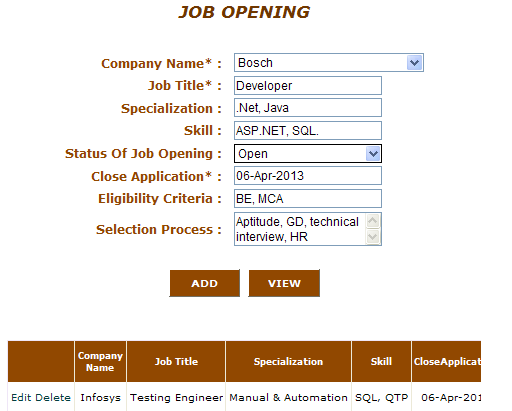 JOB OPENING
Company Name* : Bosch
Job Title* : Developer
Specialization : .Net, Java
Skill : ASP.NET, SQL.
Status Of Job Opening : Open
Close Application* : 06-Apr-2013
Eligibility Criteria : BE, MCA
Selection Process : Aptitude, GD, technical
interview, HR
ADD VIEW
Company Name Job Title Specialization Skill CloseApplicat
Edit Delete Infosys Testing Engineer Manual & Automation SQL, QTP 06-Apr-201